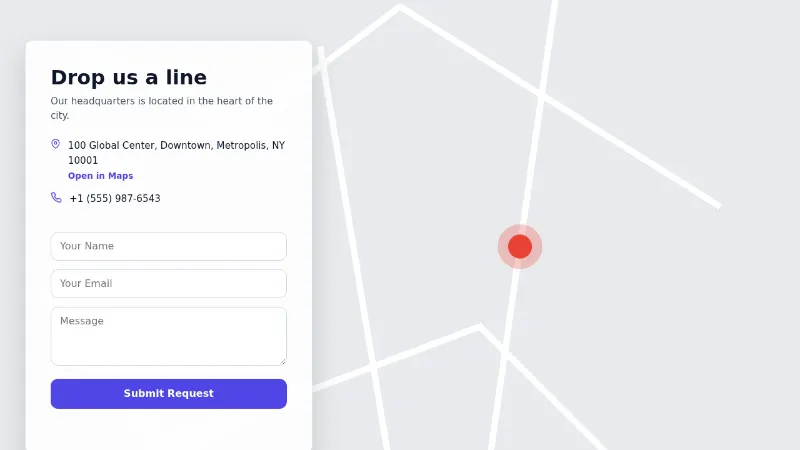 Drop us a line
Our headquarters is located in the heart of the
city.
100 Global Center, Downtown, Metropolis, NY
10001
Open in Maps
+1 (555) 987-6543
Your Name
Your Email
Message
Submit Request